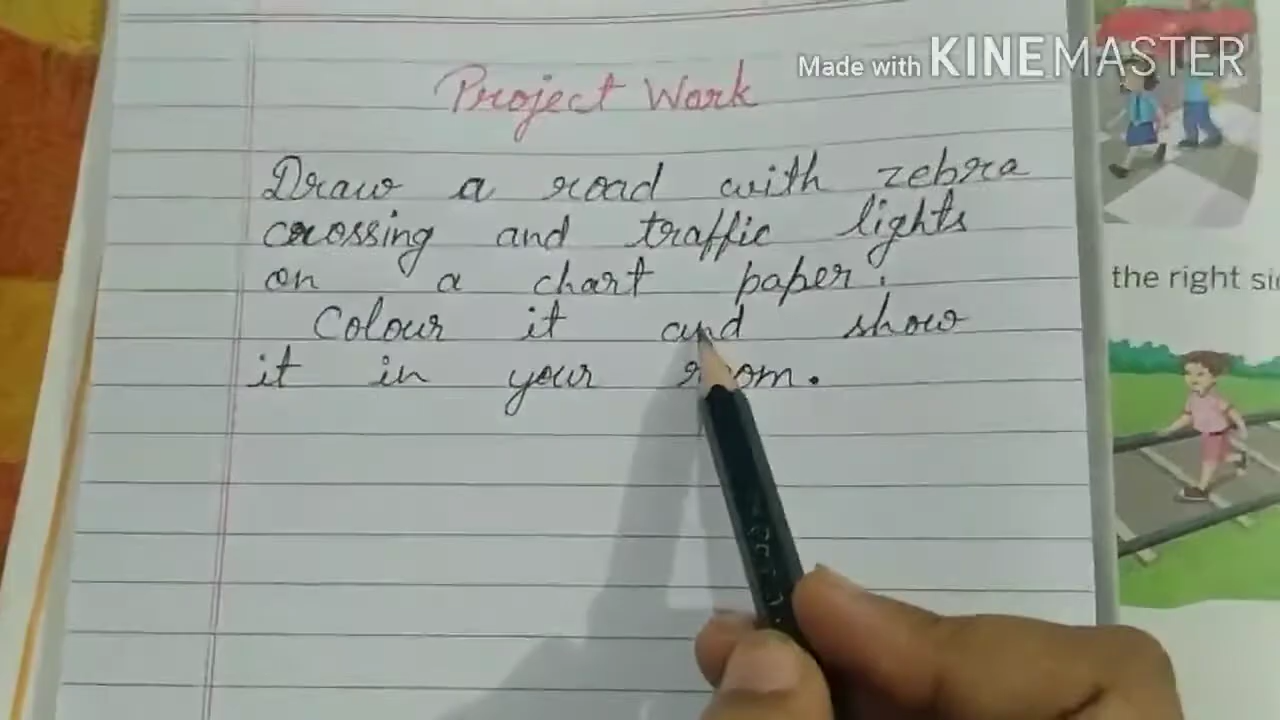 Made with KINEMASTER
Project Work
Draw a road with zebra
crossing and traffic lights
on a chart paper.
Colour it and show
it in your room.
the right